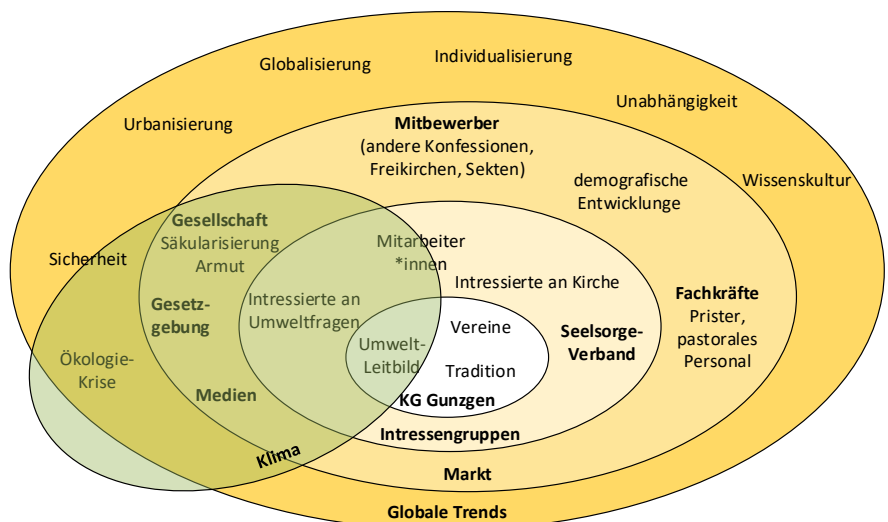 Globalisierung
Individualisierung
Urbanisierung
Unabhängigkeit
Mitbewerber
(andere Konfessionen,
Freikirchen, Sekten)
demografische
Entwicklunge
Wissenskultur
Gesellschaft
Säkularisierung
Armut
Sicherheit
Mitarbeiter
*innen
Intressierte an Kirche
Gesetz-
gebung
Intressierte an
Umweltfragen
Fachkräfte
Prister,
pastorales
Personal
Vereine
Seelsorge-
Verband
Umwelt-
Leitbild
Tradition
Ökologie-
Krise
Medien
KG Gunzgen
Intressengruppen
Klima
Markt
Globale Trends